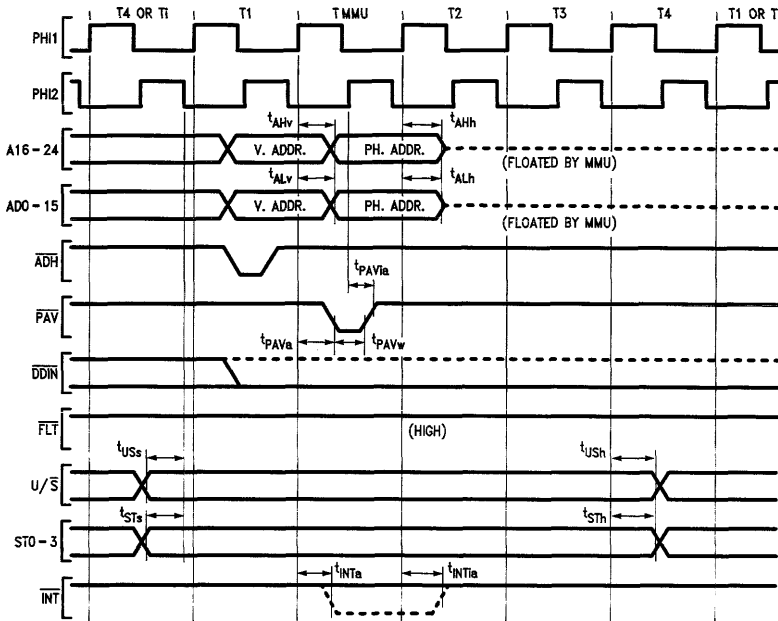 T4 OR Ti T1 T MMU T2 T3 T4 T1 OR T
PHI1
PHI2
tAHv tAHh
A16-24 V. ADDR. PH. ADDR. (FLOATED BY MMU)
tALv tALh
AD0-15 V. ADDR. PH. ADDR. (FLOATED BY MMU)
ADH
tPAVia
PAV
tPAVa tPAVw
DDIN
FLT (HIGH)
tUSs tUSh
U/S
tSTs tSTh
ST0-3
tINTa tINTia
INT